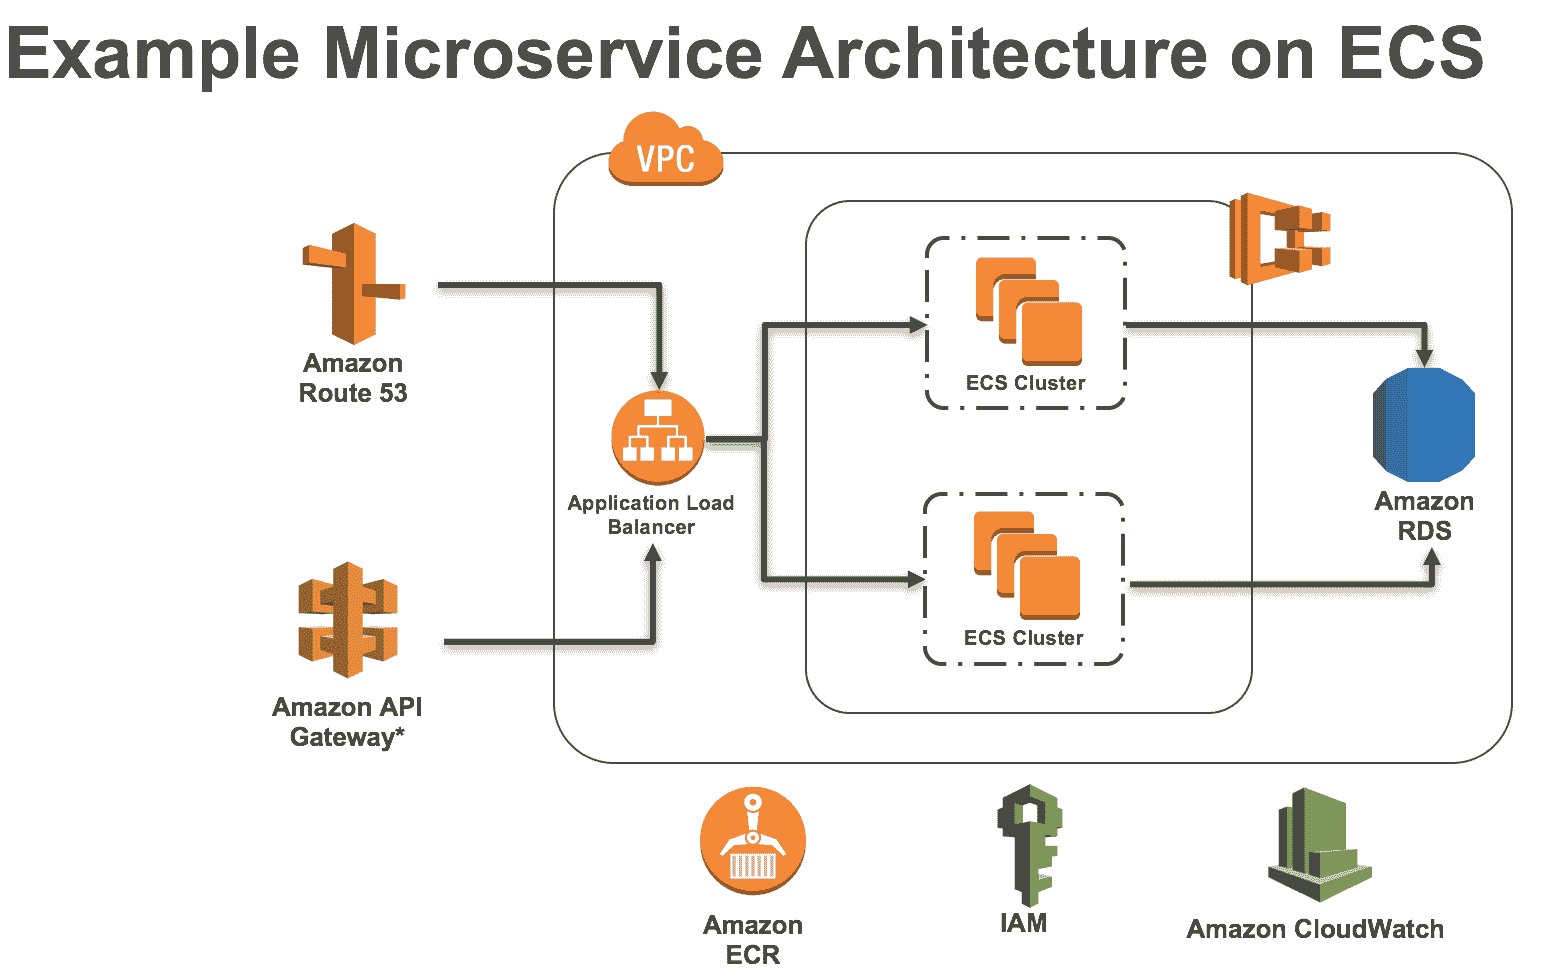 Example Microservice Architecture on ECS
VPC
Amazon
Route 53
ECS Cluster
Application Load
Balancer
Amazon
RDS
ECS Cluster
Amazon API
Gateway*
Amazon
ECR
IAM
Amazon CloudWatch